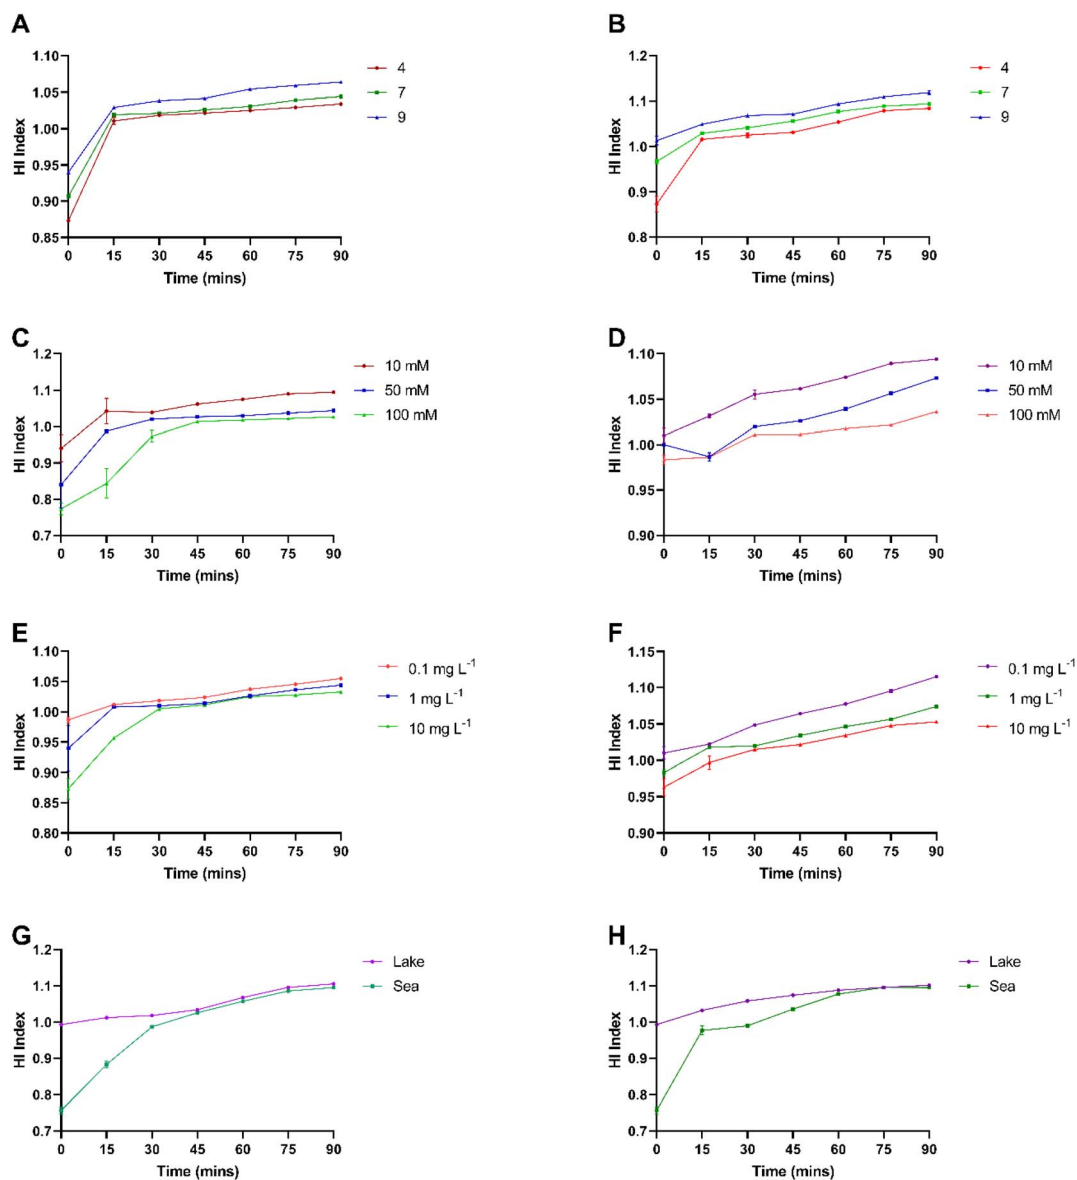 A
1.10
1.05
1.00
0.95
0.90
0.85
HI Index
0 15 30 45 60 75 90
Time (mins)
4
7
9
B
1.2
1.1
1.0
0.9
0.8
HI Index
0 15 30 45 60 75 90
Time (mins)
4
7
9
C
1.2
1.1
1.0
0.9
0.8
0.7
HI Index
0 15 30 45 60 75 90
Time (mins)
10 mM
50 mM
100 mM
D
1.10
1.05
1.00
0.95
0.90
HI Index
0 15 30 45 60 75 90
Time (mins)
10 mM
50 mM
100 mM
E
1.10
1.05
1.00
0.95
0.90
0.85
0.80
HI Index
0 15 30 45 60 75 90
Time (mins)
0.1 mg L⁻¹
1 mg L⁻¹
10 mg L⁻¹
F
1.15
1.10
1.05
1.00
0.95
0.90
HI Index
0 15 30 45 60 75 90
Time (mins)
0.1 mg L⁻¹
1 mg L⁻¹
10 mg L⁻¹
G
1.2
1.1
1.0
0.9
0.8
0.7
HI Index
0 15 30 45 60 75 90
Time (mins)
Lake
Sea
H
1.2
1.1
1.0
0.9
0.8
0.7
HI Index
0 15 30 45 60 75 90
Time (mins)
Lake
Sea